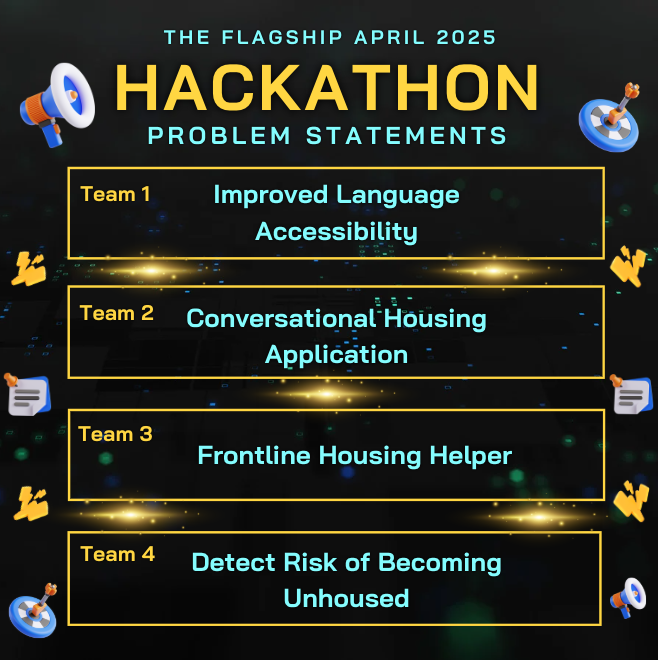 THE FLAGSHIP APRIL 2025
HACKATHON
PROBLEM STATEMENTS
Team 1
Improved Language
Accessibility
Team 2
Conversational Housing
Application
Team 3
Frontline Housing Helper
Team 4
Detect Risk of Becoming
Unhoused